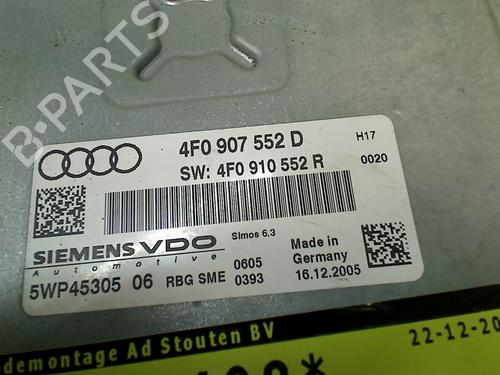 B-PARTS
4F0 907 552 D
H17
SW: 4F0 910 552 R
0020
SIEMENS VDO
Automotive
Simos 6.3
Made in
Germany
5WP45305 06
RBG SME
0605
0393
16.12.2005
demontage Ad Stouten BV
22-12-20